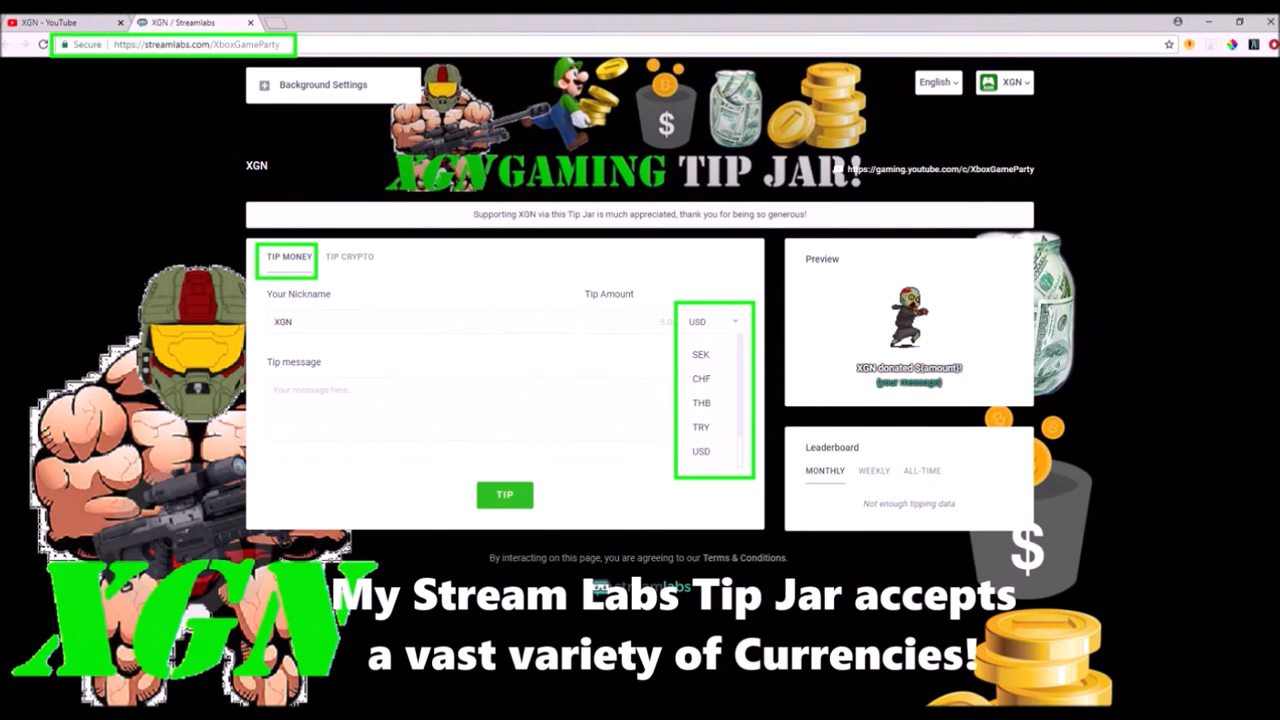 XGN - YouTube
XGN / Streamlabs
Secure
https://streamlabs.com/XboxGameParty
Background Settings
$
English
XGN
XGN
XGN GAMING TIP JAR!
https://gaming.youtube.com/c/XboxGameParty
Supporting XGN via this Tip Jar is much appreciated, thank you for being so generous!
TIP MONEY
TIP CRYPTO
Your Nickname
Tip Amount
XGN
5.0
USD
SEK
CHF
THB
TRY
USD
Tip message
Your message here...
TIP
Preview
XGN donated ${amount}!
{your message}
Leaderboard
MONTHLY
WEEKLY
ALL-TIME
Not enough tipping data
$
By interacting on this page, you are agreeing to our Terms & Conditions.
streamlabs
XGN
My Stream Labs Tip Jar accepts
a vast variety of Currencies!